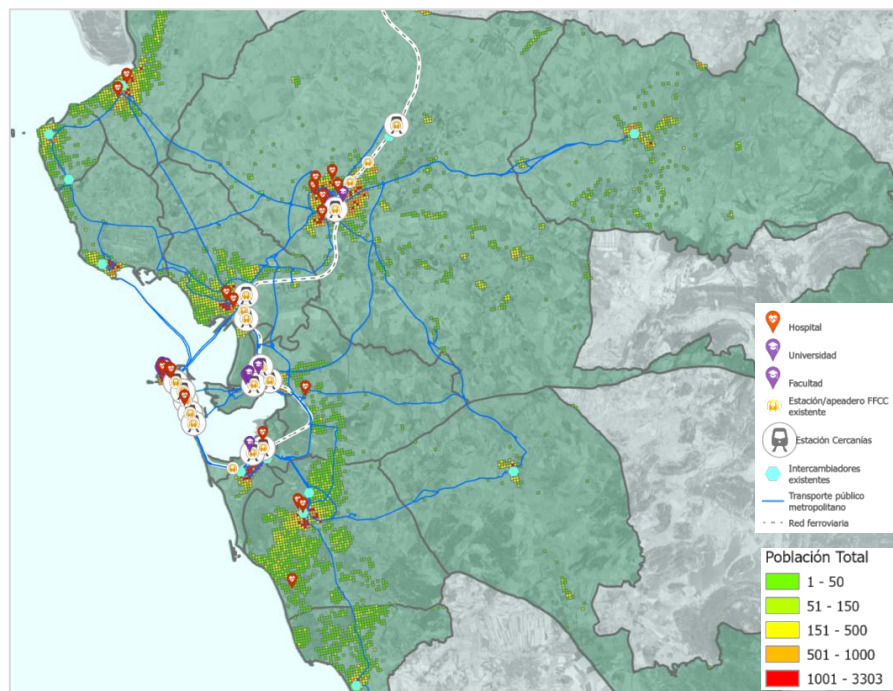 Hospital
Universidad
Facultad
Estación/apeadero FFCC
existente
Estación Cercanías
Intercambiadores
existentes
Transporte público
metropolitano
Red ferroviaria
Población Total
1 - 50
51 - 150
151 - 500
501 - 1000
1001 - 3303